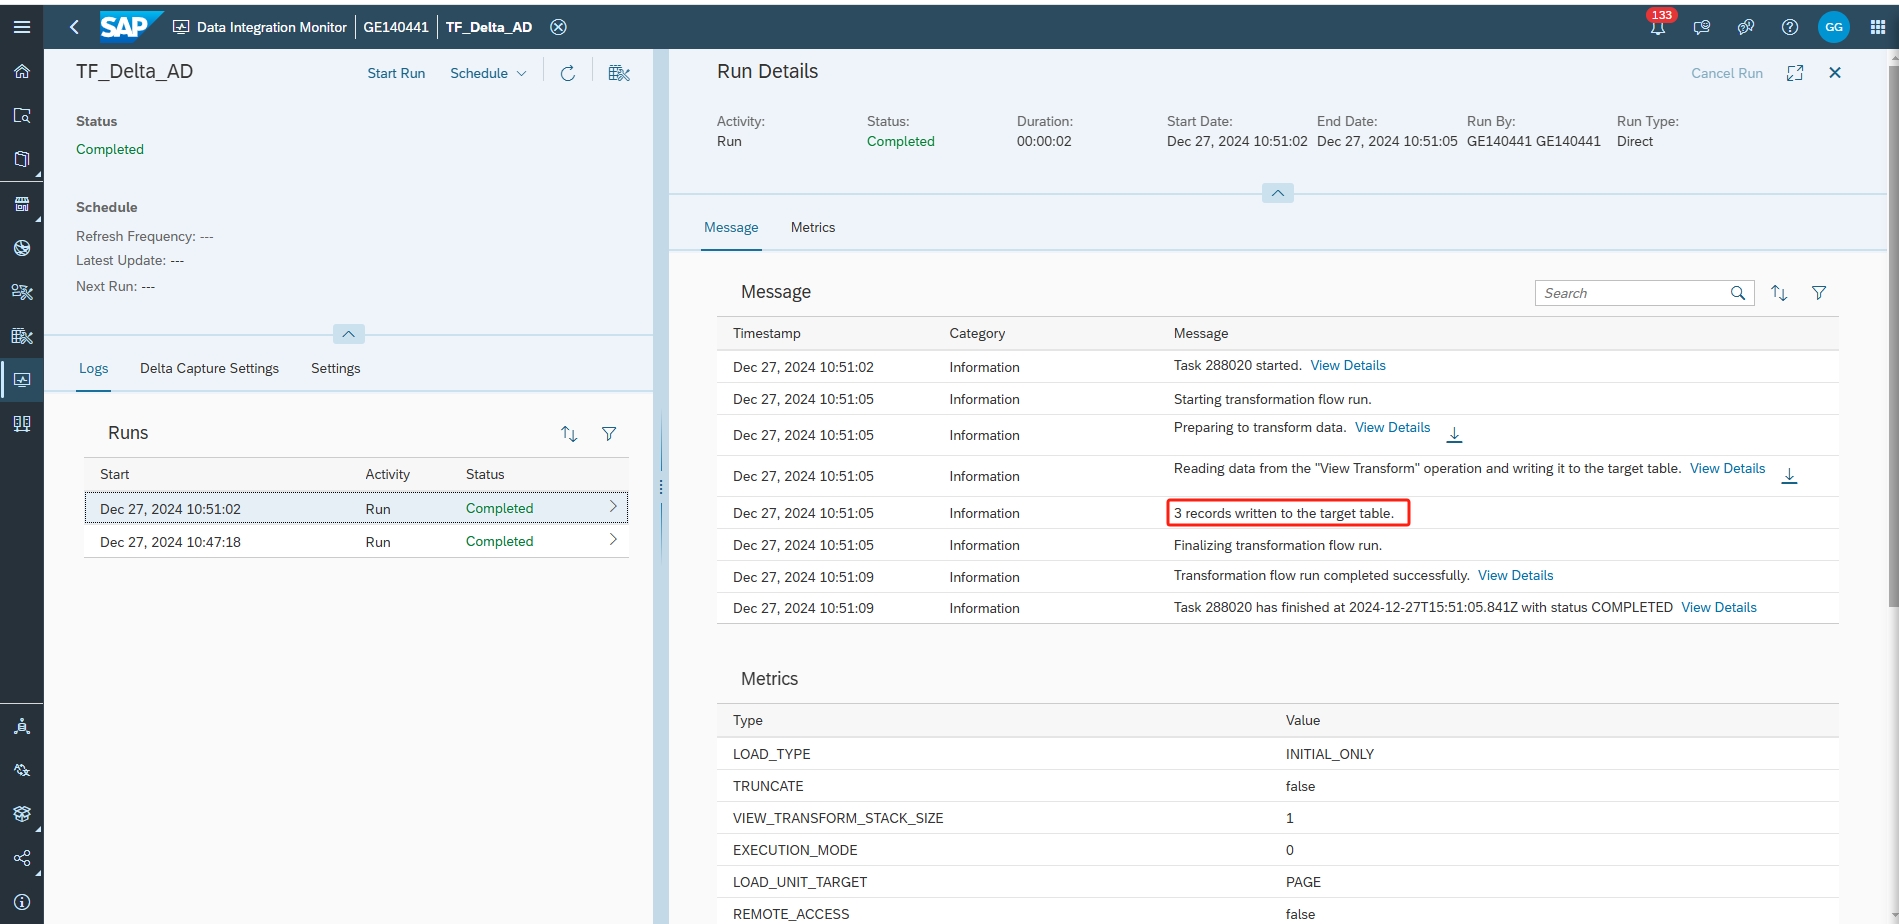 SAP Data Integration Monitor GE140441 TF_Delta_AD 133 GG
TF_Delta_AD Start Run Schedule
Status
Completed
Schedule
Refresh Frequency: ---
Latest Update: ---
Next Run: ---
Logs Delta Capture Settings Settings
Runs
Start Activity Status
Dec 27, 2024 10:51:02 Run Completed
Dec 27, 2024 10:47:18 Run Completed
Run Details Cancel Run
Activity: Status: Duration: Start Date: End Date: Run By: Run Type:
Run Completed 00:00:02 Dec 27, 2024 10:51:02 Dec 27, 2024 10:51:05 GE140441 GE140441 Direct
Message Metrics
Message Search
Timestamp Category Message
Dec 27, 2024 10:51:02 Information Task 288020 started. View Details
Dec 27, 2024 10:51:05 Information Starting transformation flow run.
Dec 27, 2024 10:51:05 Information Preparing to transform data. View Details
Dec 27, 2024 10:51:05 Information Reading data from the "View Transform" operation and writing it to the target table. View Details
Dec 27, 2024 10:51:05 Information 3 records written to the target table.
Dec 27, 2024 10:51:05 Information Finalizing transformation flow run.
Dec 27, 2024 10:51:09 Information Transformation flow run completed successfully. View Details
Dec 27, 2024 10:51:09 Information Task 288020 has finished at 2024-12-27T15:51:05.841Z with status COMPLETED View Details
Metrics
Type Value
LOAD_TYPE INITIAL_ONLY
TRUNCATE false
VIEW_TRANSFORM_STACK_SIZE 1
EXECUTION_MODE 0
LOAD_UNIT_TARGET PAGE
REMOTE_ACCESS false